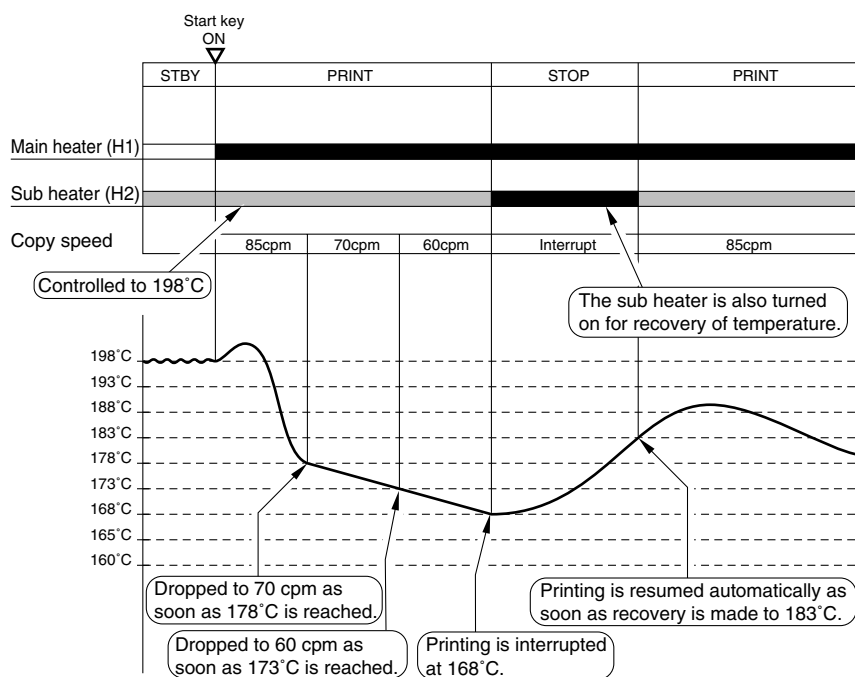 Start key
ON
STBY PRINT STOP PRINT
Main heater (H1)
Sub heater (H2)
Copy speed 85cpm 70cpm 60cpm Interrupt 85cpm
Controlled to 198˚C
The sub heater is also turned
on for recovery of temperature.
198˚C
193˚C
188˚C
183˚C
178˚C
173˚C
168˚C
165˚C
160˚C
Dropped to 70 cpm as
soon as 178˚C is reached.
Printing is resumed automatically as
soon as recovery is made to 183˚C.
Dropped to 60 cpm as
soon as 173˚C is reached.
Printing is interrupted
at 168˚C.